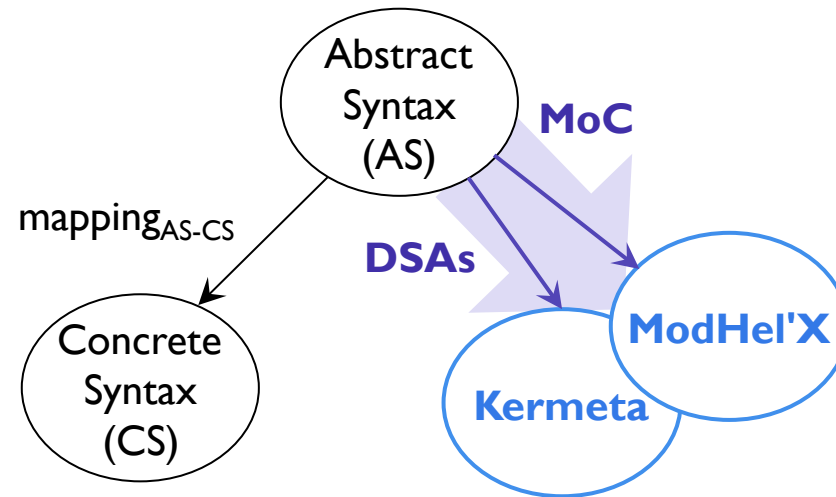 Abstract
Syntax
(AS)
MoC
mapping AS-CS
DSAs
Concrete
Syntax
(CS)
ModHel'X
Kermeta